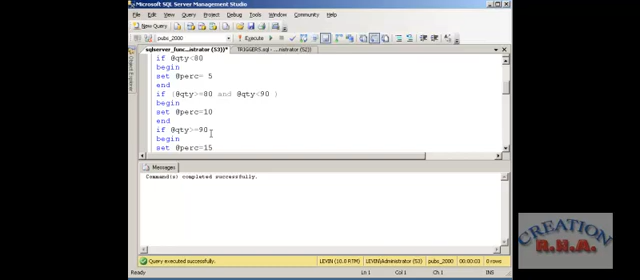 Microsoft SQL Server Management Studio
File Edit View Query Project Debug Tools Window Community Help
New Query
pubs_2000 Execute
sqlserver_func...istrator (53))* TRIGGERS.sql - ...nistrator (52))
if @qty<80
begin
set @perc= 5
end
if (@qty>=80 and @qty<90 )
begin
set @perc=10
end
if @qty>=90
begin
set @perc=15
Messages
Command(s) completed successfully.
Query executed successfully. LEVIN (10.0 RTM) LEVIN\Administrator (53) pubs_2000 00:00:03 0 rows
Ready Ln 1 Col 1 Ch 1 INS
CREATION
R.N.A.